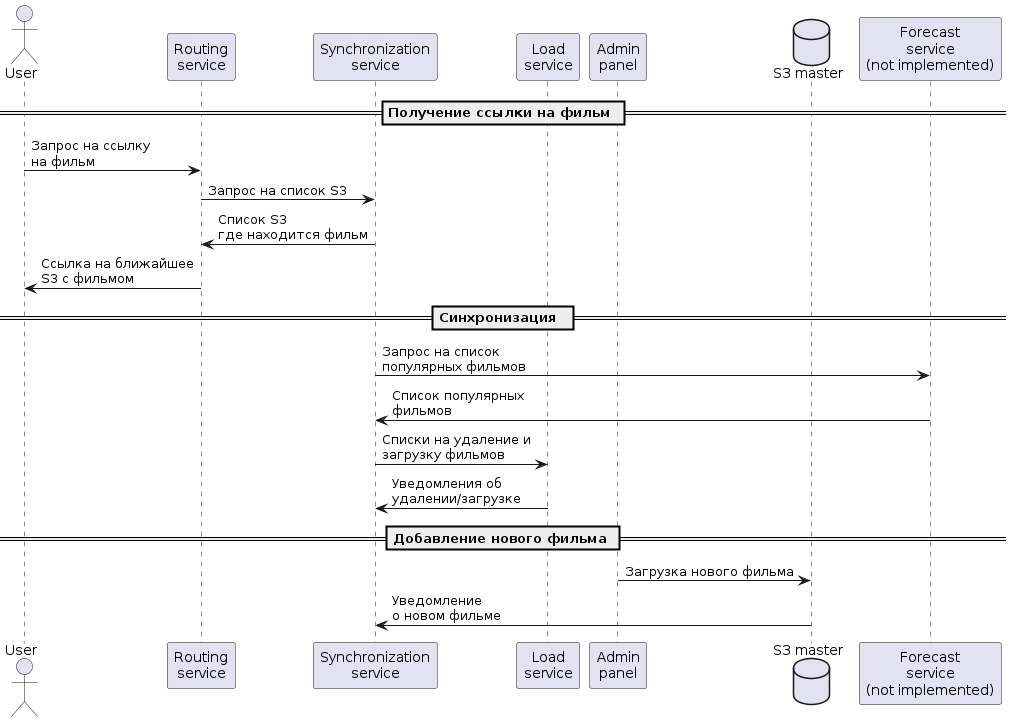 User
Routing
service
Synchronization
service
Load
service
Admin
panel
S3 master
Forecast
service
(not implemented)
Получение ссылки на фильм
Запрос на ссылку
на фильм
Запрос на список S3
Список S3
где находится фильм
Ссылка на ближайшее
S3 с фильмом
Синхронизация
Запрос на список
популярных фильмов
Список популярных
фильмов
Списки на удаление и
загрузку фильмов
Уведомления об
удалении/загрузке
Добавление нового фильма
Загрузка нового фильма
Уведомление
о новом фильме
User
Routing
service
Synchronization
service
Load
service
Admin
panel
S3 master
Forecast
service
(not implemented)